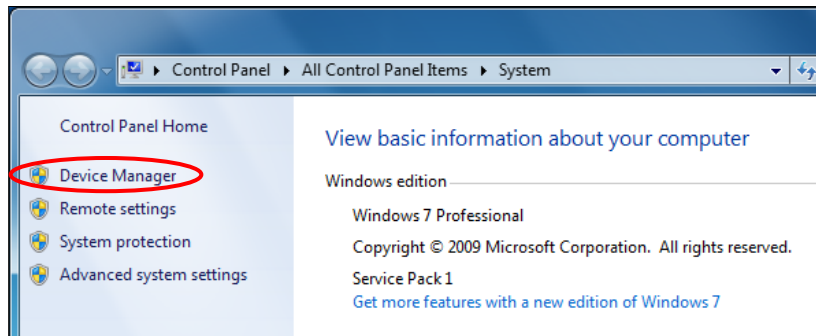 Control Panel All Control Panel Items System
Control Panel Home
Device Manager
Remote settings
System protection
Advanced system settings
View basic information about your computer
Windows edition
Windows 7 Professional
Copyright © 2009 Microsoft Corporation. All rights reserved.
Service Pack 1
Get more features with a new edition of Windows 7